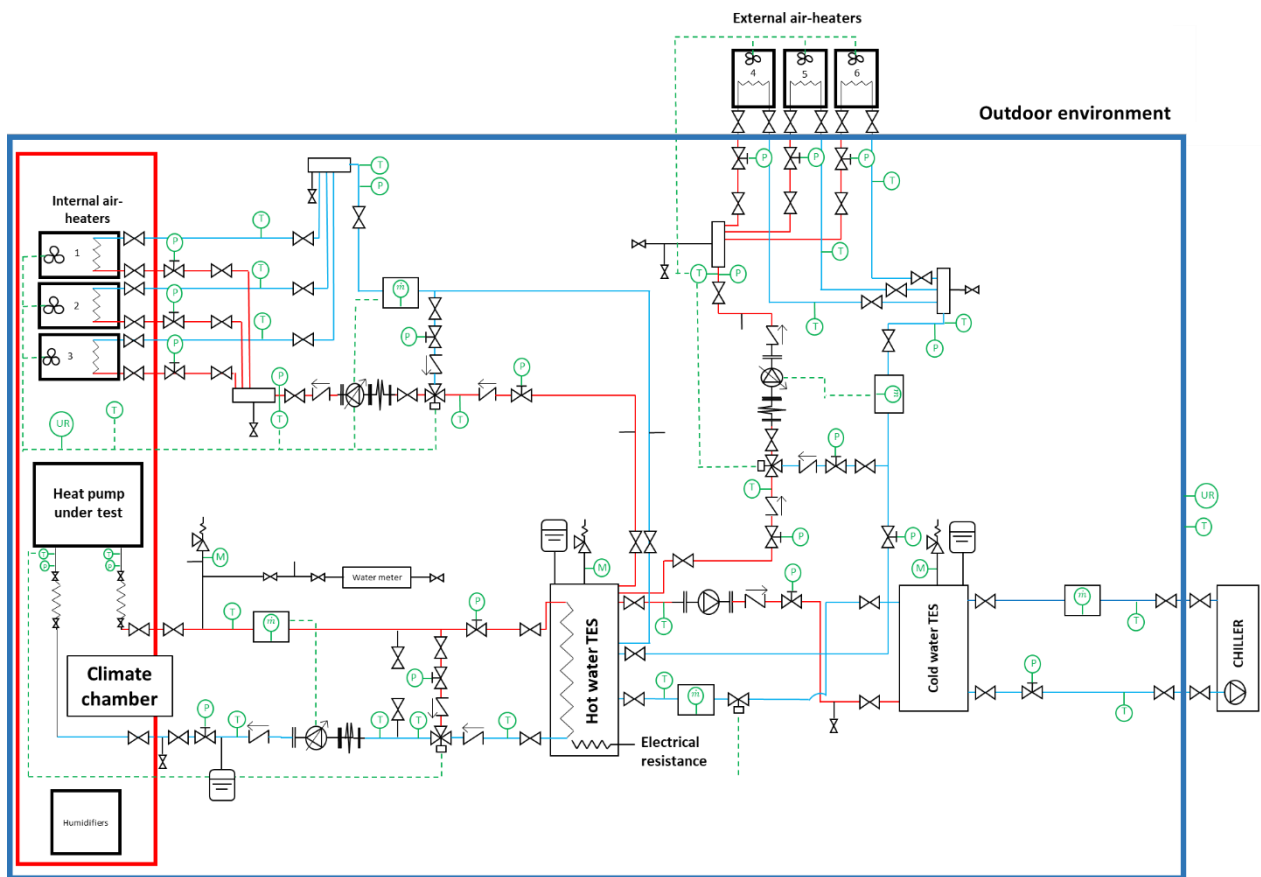 External air-heaters
4
5
6
Outdoor environment
P
P
P
T
T
P
Internal air-
heaters
1
2
3
T
T
T
P
P
P
ṁ
P
T
P
T
P
T
T
T
P
T
P
E
P
T
P
P
UR
T
UR
T
Heat pump
under test
T
P
T
P
M
Water meter
T
ṁ
P
P
M
Hot water TES
T
P
M
Cold water TES
ṁ
T
CHILLER
P
T
T
ṁ
Climate
chamber
P
T
T
T
T
Electrical
resistance
Humidifiers